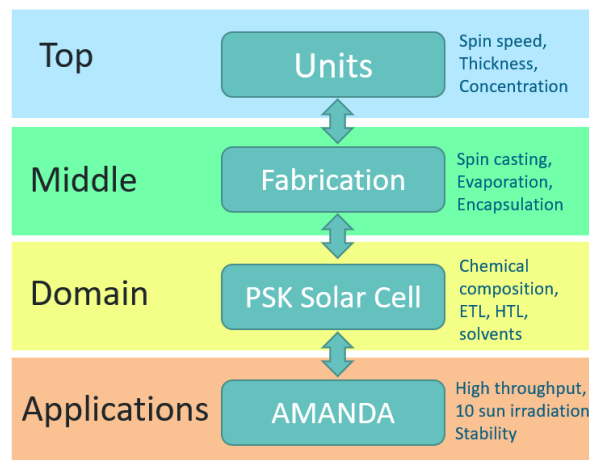 Top
Units
Spin speed,
Thickness,
Concentration
Middle
Fabrication
Spin casting,
Evaporation,
Encapsulation
Domain
PSK Solar Cell
Chemical
composition,
ETL, HTL,
solvents
Applications
AMANDA
High throughput,
10 sun irradiation
Stability